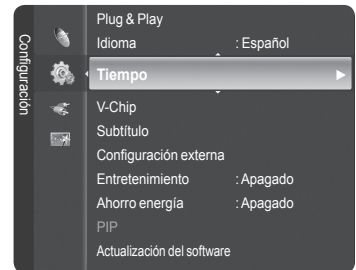 Configuración
Plug & Play
Idioma : Español
Tiempo
V-Chip
Subtítulo
Configuración externa
Entretenimiento : Apagado
Ahorro energía : Apagado
PIP
Actualización del software